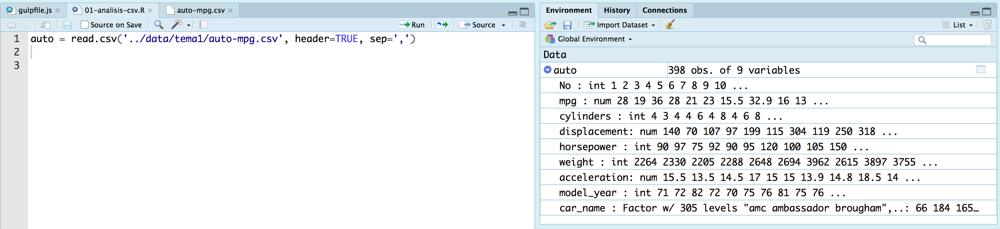 gulpfile.js
01-analisis-csv.R
auto-mpg.csv
Source on Save
Run
Source
1 auto = read.csv('../data/tema1/auto-mpg.csv', header=TRUE, sep=',')
2
3
Environment History Connections
Import Dataset
List
Global Environment
Data
auto 398 obs. of 9 variables
No : int 1 2 3 4 5 6 7 8 9 10 ...
mpg : num 28 19 36 28 21 23 15.5 32.9 16 13 ...
cylinders : int 4 3 4 4 6 4 8 4 6 8 ...
displacement: num 140 70 107 97 199 115 304 119 250 318 ...
horsepower : int 90 97 75 92 90 95 120 100 105 150 ...
weight : int 2264 2330 2205 2288 2648 2694 3962 2615 3897 3755 ...
acceleration: num 15.5 13.5 14.5 17 15 15 13.9 14.8 18.5 14 ...
model_year : int 71 72 82 72 70 75 76 81 75 76 ...
car_name : Factor w/ 305 levels "amc ambassador brougham",..: 66 184 165…